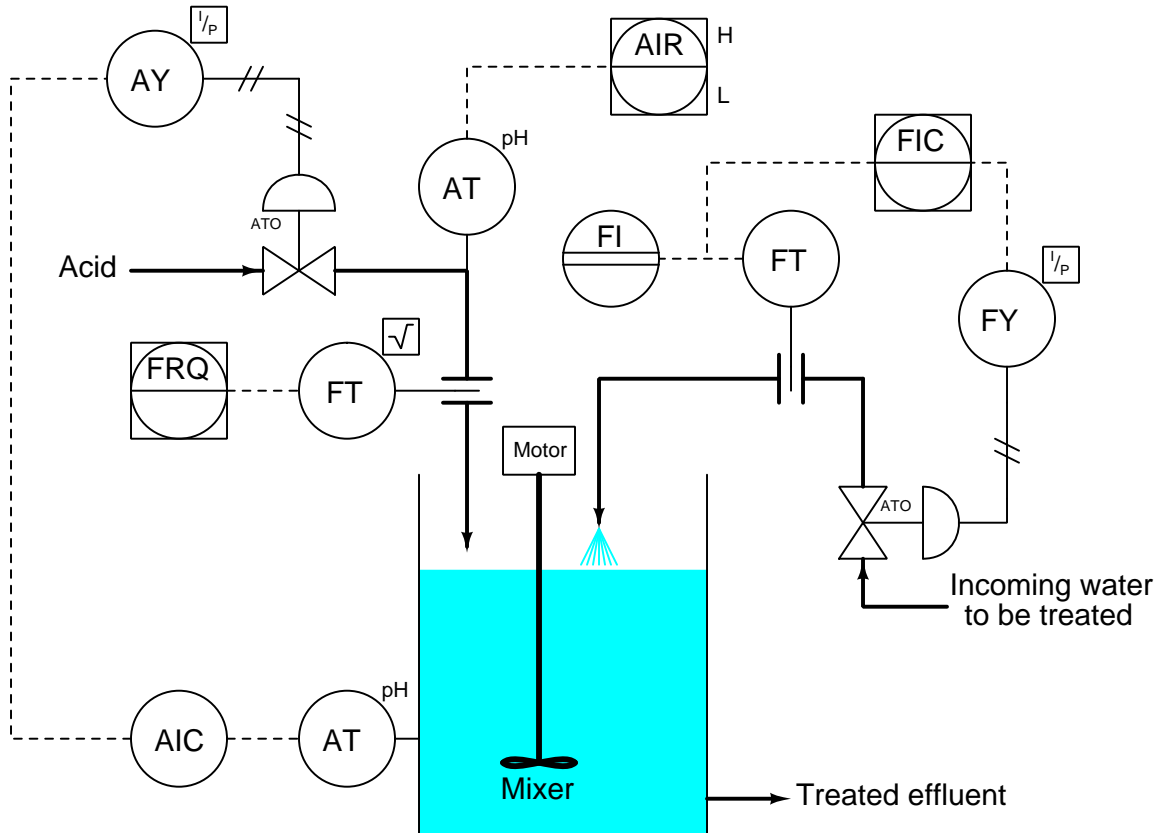 I/P
AY
AIR
H
L
pH
AT
FIC
ATO
FI
FT
I/P
Acid
FY
√
FRQ
FT
Motor
ATO
Incoming water
to be treated
pH
AIC
AT
Mixer
Treated effluent